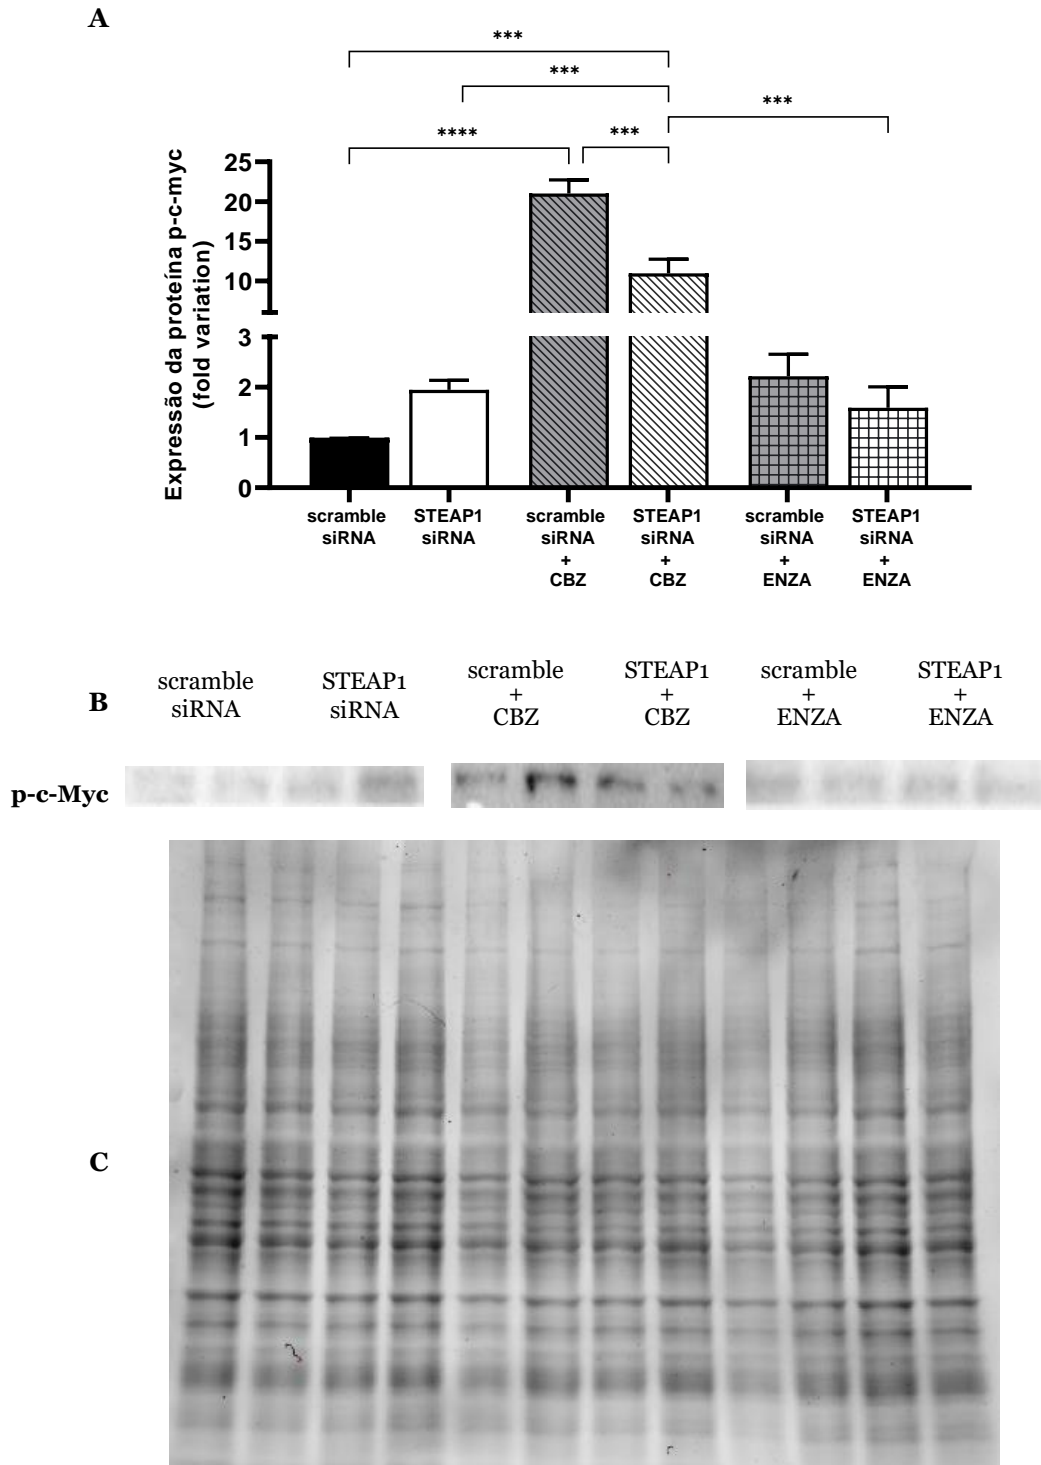 A
***
***
***
****
***
Expressão da proteína p-c-myc
(fold variation)
25
20
15
10
3
2
1
0
scramble
siRNA
STEAP1
siRNA
scramble
siRNA
+
CBZ
STEAP1
siRNA
+
CBZ
scramble
siRNA
+
ENZA
STEAP1
siRNA
+
ENZA
B
scramble
siRNA
STEAP1
siRNA
scramble
+
CBZ
STEAP1
+
CBZ
scramble
+
ENZA
STEAP1
+
ENZA
p-c-Myc
C